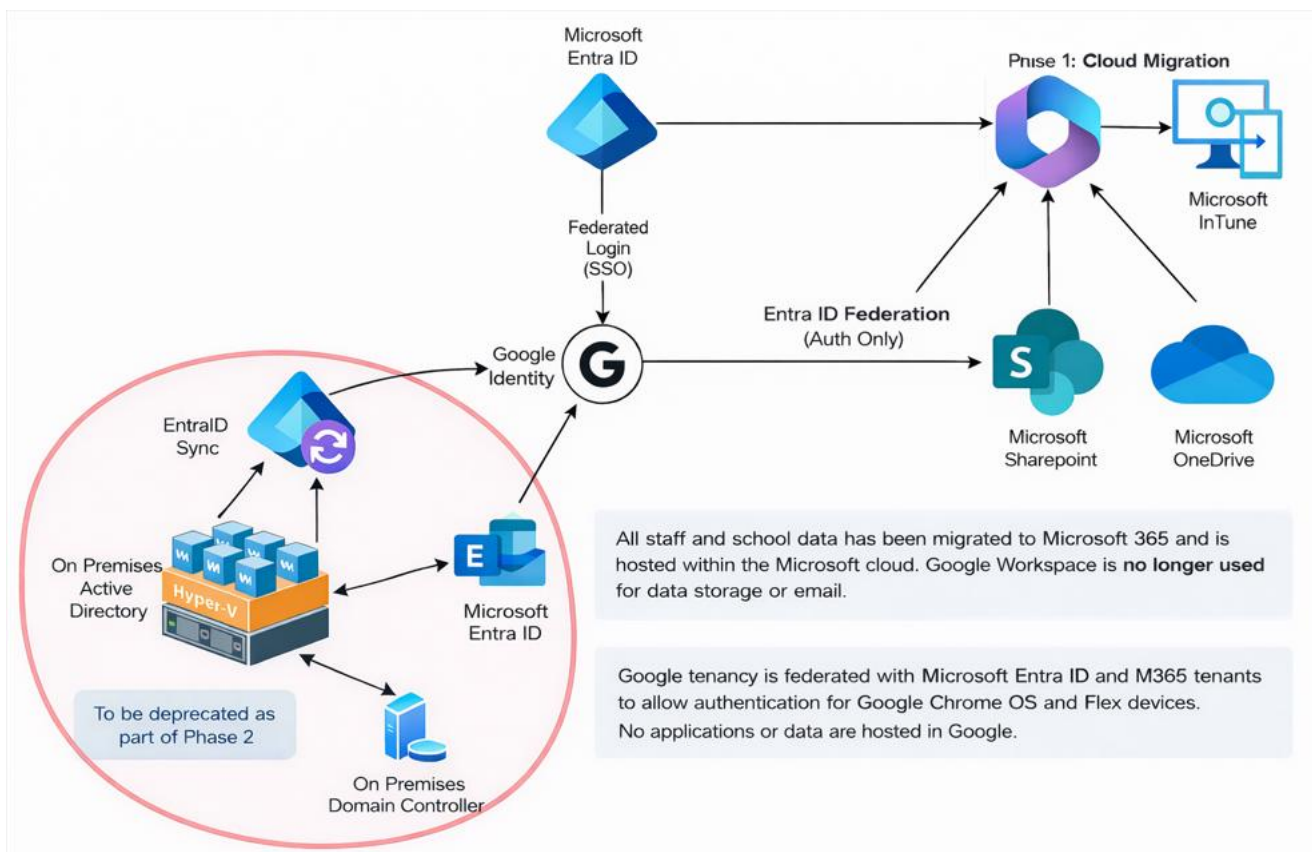 Microsoft
Entra ID
Phise 1: Cloud Migration
Microsoft
InTune
Federated
Login
(SSO)
Entra ID Federation
(Auth Only)
Google
Identity
G
S
Microsoft
Sharepoint
Microsoft
OneDrive
EntraID
Sync
On Premises
Active
Directory
Hyper-V
E
Microsoft
Entra ID
To be deprecated as
part of Phase 2
On Premises
Domain Controller
All staff and school data has been migrated to Microsoft 365 and is
hosted within the Microsoft cloud. Google Workspace is no longer used
for data storage or email.
Google tenancy is federated with Microsoft Entra ID and M365 tenants
to allow authentication for Google Chrome OS and Flex devices.
No applications or data are hosted in Google.